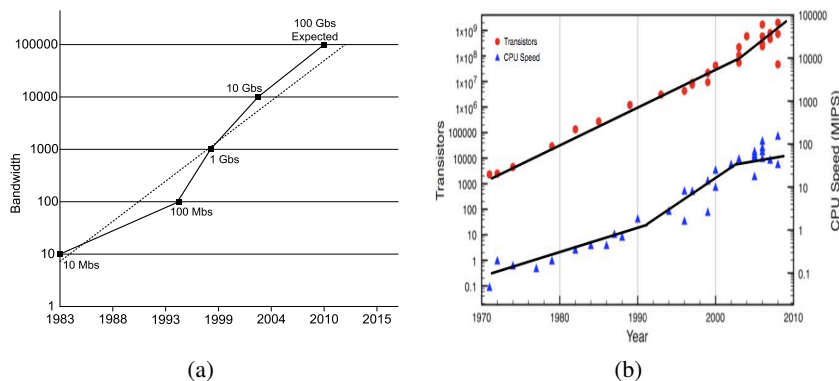 100 Gbs
Expected
100000
10 Gbs
10000
1000
1 Gbs
100
100 Mbs
10
10 Mbs
1
Bandwidth
1983
1988
1993
1999
2004
2010
2015
(a)
1×10⁹
1×10⁸
1×10⁷
1×10⁶
100000
10000
1000
100
10
1
0.1
Transistors
Transistors
CPU Speed
100000
10000
1000
100
10
1
0.1
CPU Speed (MIPS)
1970
1980
1990
2000
2010
Year
(b)